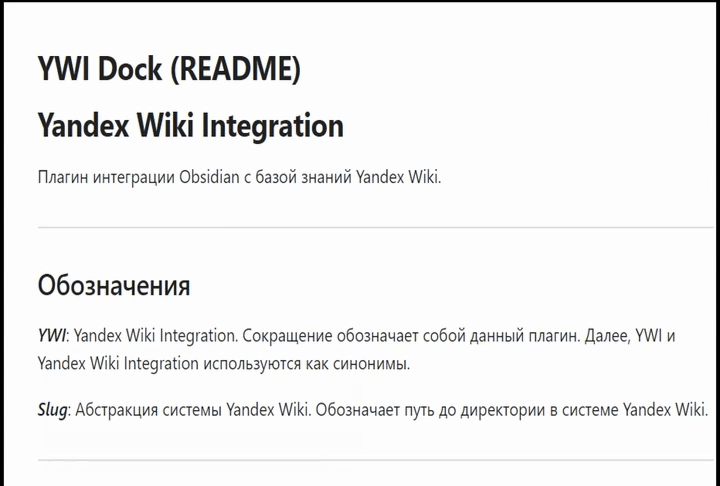 YWI Dock (README)
Yandex Wiki Integration
Плагин интеграции Obsidian с базой знаний Yandex Wiki.
Обозначения
YWI: Yandex Wiki Integration. Сокращение обозначает собой данный плагин. Далее, YWI и
Yandex Wiki Integration используются как синонимы.
Slug: Абстракция системы Yandex Wiki. Обозначает путь до директории в системе Yandex Wiki.